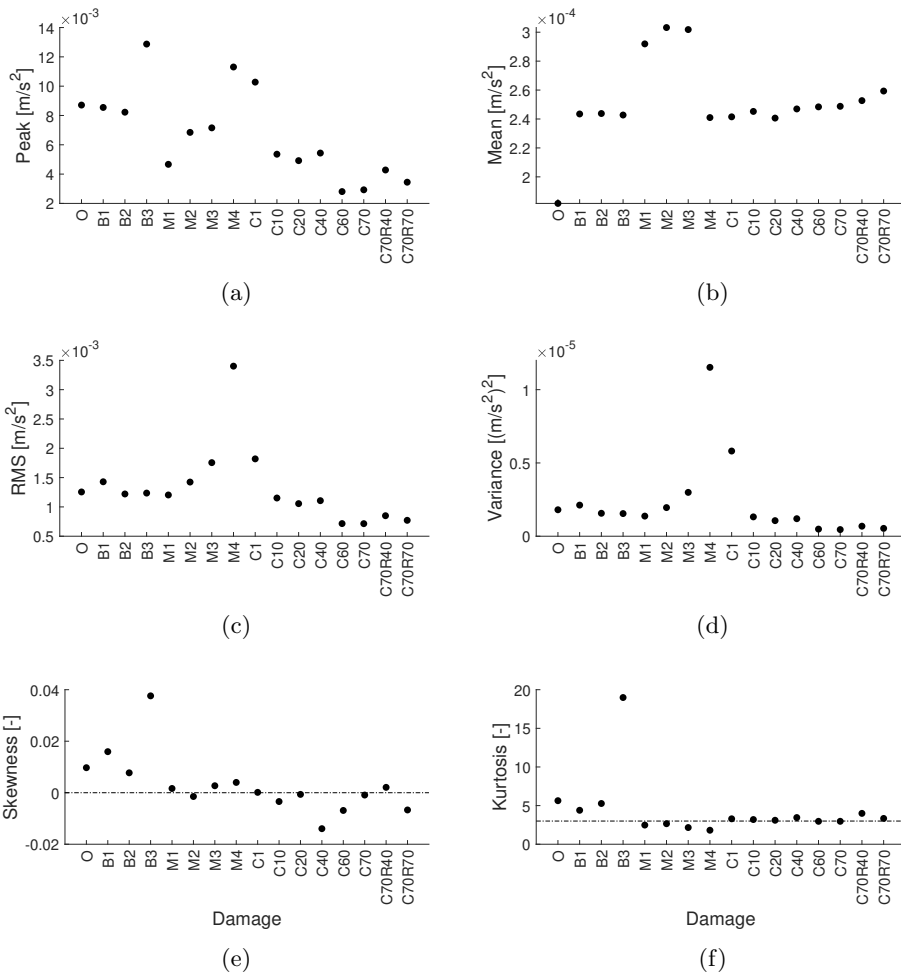 ×10-3
14
12
10
8
6
4
2
Peak [m/s2]
O B1 B2 B3 M1 M2 M3 M4 C1 C10 C20 C40 C60 C70 C70R40 C70R70
(a)
×10-4
3
2.8
2.6
2.4
2.2
2
Mean [m/s2]
O B1 B2 B3 M1 M2 M3 M4 C1 C10 C20 C40 C60 C70 C70R40 C70R70
(b)
×10-3
3.5
3
2.5
2
1.5
1
0.5
RMS [m/s2]
O B1 B2 B3 M1 M2 M3 M4 C1 C10 C20 C40 C60 C70 C70R40 C70R70
(c)
×10-5
1
0.5
0
Variance [(m/s2)2]
O B1 B2 B3 M1 M2 M3 M4 C1 C10 C20 C40 C60 C70 C70R40 C70R70
(d)
0.04
0.02
0
-0.02
Skewness [-]
O B1 B2 B3 M1 M2 M3 M4 C1 C10 C20 C40 C60 C70 C70R40 C70R70
Damage
(e)
20
15
10
5
0
Kurtosis [-]
O B1 B2 B3 M1 M2 M3 M4 C1 C10 C20 C40 C60 C70 C70R40 C70R70
Damage
(f)